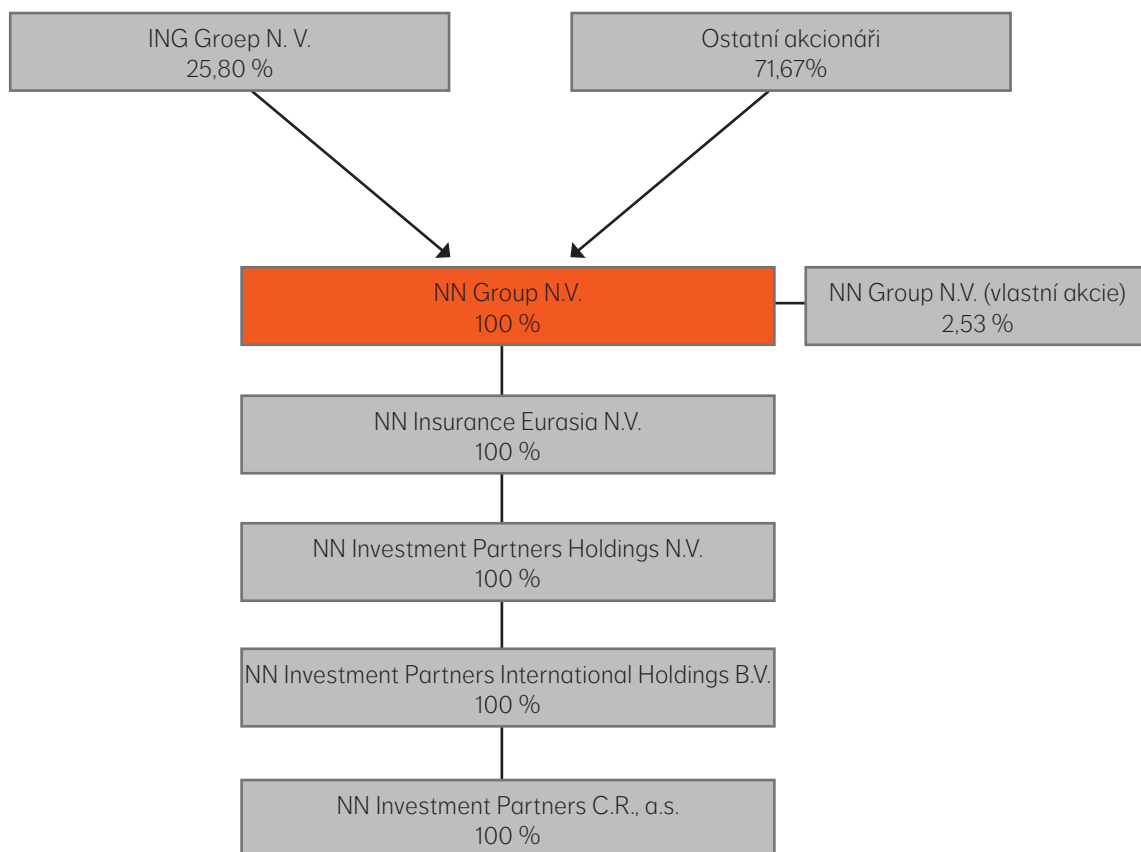 ING Groep N. V.
25,80 %
Ostatní akcionáři
71,67%
NN Group N.V.
100 %
NN Group N.V. (vlastní akcie)
2,53 %
NN Insurance Eurasia N.V.
100 %
NN Investment Partners Holdings N.V.
100 %
NN Investment Partners International Holdings B.V.
100 %
NN Investment Partners C.R., a.s.
100 %